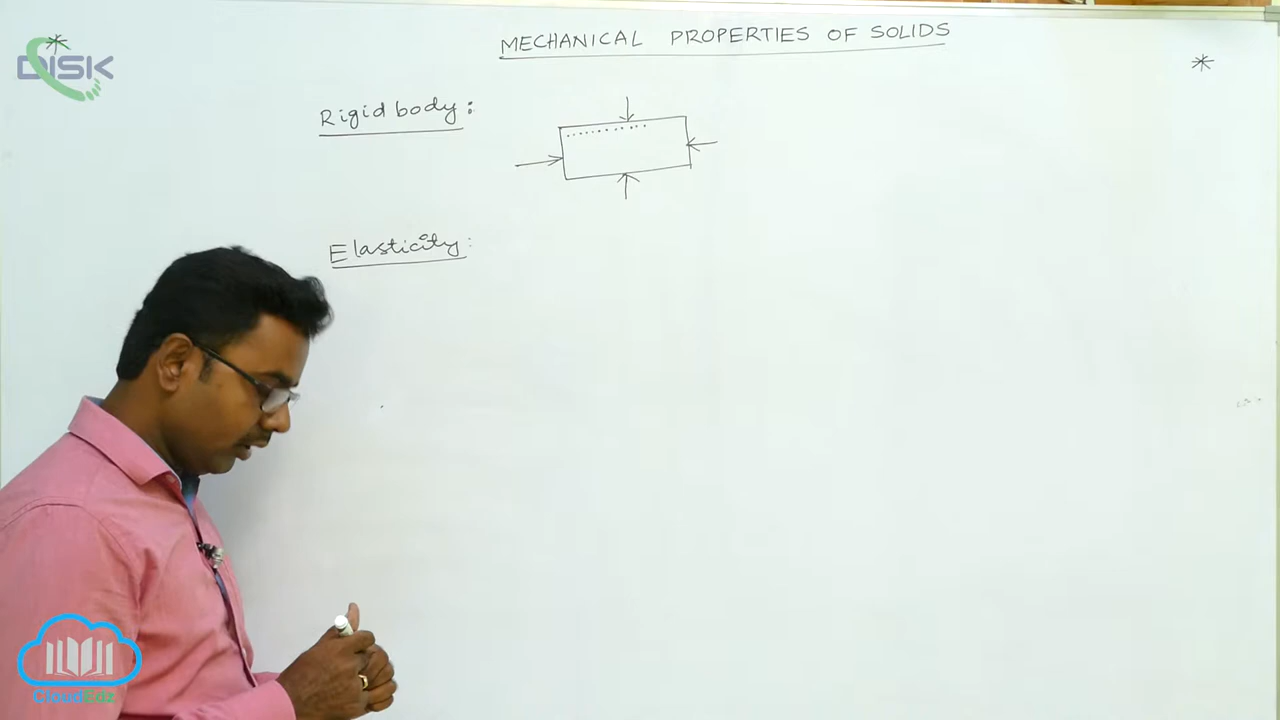 DISK
MECHANICAL PROPERTIES OF SOLIDS
Rigid body:
Elasticity:
CloudEdz